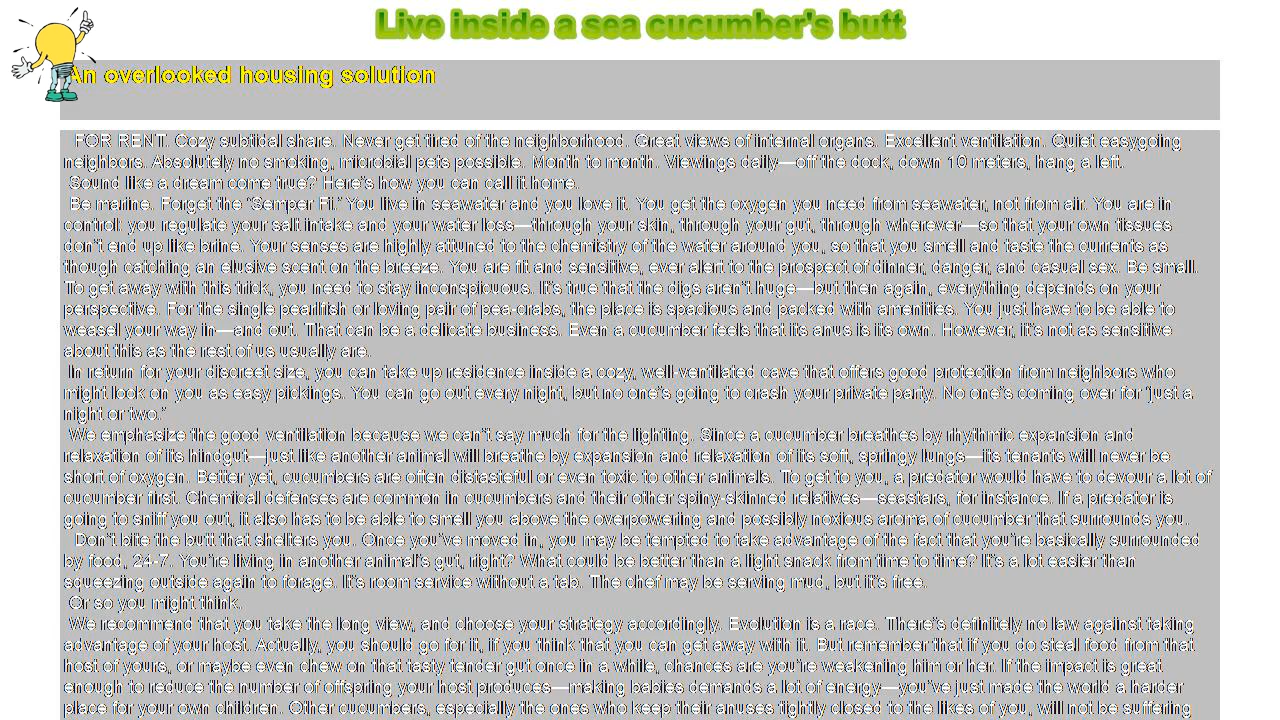 Live inside a sea cucumber's butt
An overlooked housing solution
FOR RENT. Cozy subtidal share. Never get tired of the neighborhood. Great views of internal organs. Excellent ventilation. Quiet easygoing
neighbors. Absolutely no smoking, microbial pets possible. Month to month. Viewings daily—off the dock, down 10 meters, hang a left.
Sound like a dream come true? Here's how you can call it home.
Be marine. Forget the 'Semper Fi.' You live in seawater and you love it. You get the oxygen you need from seawater, not from air. You are in
control: you regulate your salt intake and your water loss—through your skin, through your gut, through wherever—so that your own tissues
don't end up like brine. Your senses are highly attuned to the chemistry of the water around you, so that you smell and taste the currents as
though catching an elusive scent on the breeze. You are fit and sensitive, ever alert to the prospect of dinner, danger, and casual sex. Be small.
To get away with this trick, you need to stay inconspicuous. It's true that the digs aren't huge—but then again, everything depends on your
perspective. For the single pearlfish or loving pair of pea-crabs, the place is spacious and packed with amenities. You just have to be able to
weasel your way in—and out. That can be a delicate business. Even a cucumber feels that its anus is its own. However, it's not as sensitive
about this as the rest of us usually are.
In return for your discreet size, you can take up residence inside a cozy, well-ventilated cave that offers good protection from neighbors who
might look on you as easy pickings. You can go out every night, but no one's going to crash your private party. No one's coming over for 'just a
night or two.'
We emphasize the good ventilation because we can't say much for the lighting. Since a cucumber breathes by rhythmic expansion and
relaxation of its hindgut—just like another animal will breathe by expansion and relaxation of its soft, springy lungs—its tenants will never be
short of oxygen. Better yet, cucumbers are often distasteful or even toxic to other animals. To get to you, a predator would have to devour a lot of
cucumber first. Chemical defenses are common in cucumbers and their other spiny-skinned relatives—seastars, for instance. If a predator is
going to sniff you out, it also has to be able to smell you above the overpowering and possibly noxious aroma of cucumber that surrounds you.
Don't bite the butt that shelters you. Once you've moved in, you may be tempted to take advantage of the fact that you're basically surrounded
by food, 24-7. You're living in another animal's gut, right? What could be better than a light snack from time to time? It's a lot easier than
squeezing outside again to forage. It's room service without a tab. The chef may be serving mud, but it's free.
Or so you might think.
We recommend that you take the long view, and choose your strategy accordingly. Evolution is a race. There's definitely no law against taking
advantage of your host. Actually, you should go for it, if you think that you can get away with it. But remember that if you do steal food from that
host of yours, or maybe even chew on that tasty tender gut once in a while, chances are you're weakening him or her. If the impact is great
enough to reduce the number of offspring your host produces—making babies demands a lot of energy—you've just made the world a harder
place for your own children. Other cucumbers, especially the ones who keep their anuses tightly closed to the likes of you, will not be suffering